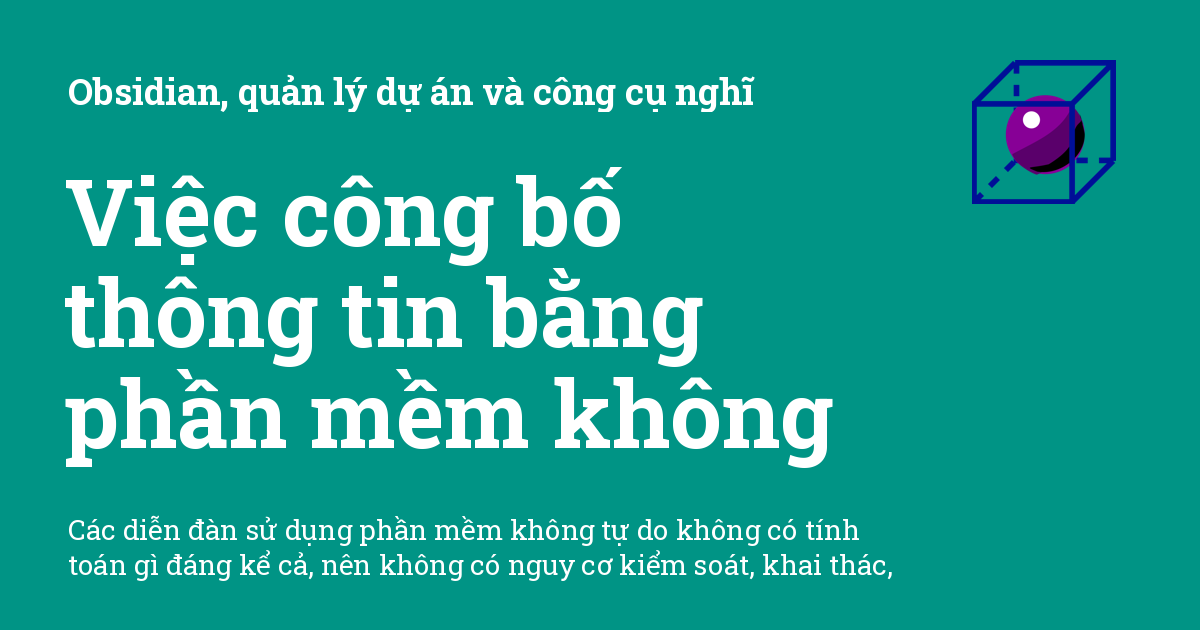 Obsidian, quản lý dự án và công cụ nghĩ
Việc công bố
thông tin bằng
phần mềm không
Các diễn đàn sử dụng phần mềm không tự do không có tính
toán gì đáng kể cả, nên không có nguy cơ kiểm soát, khai thác,